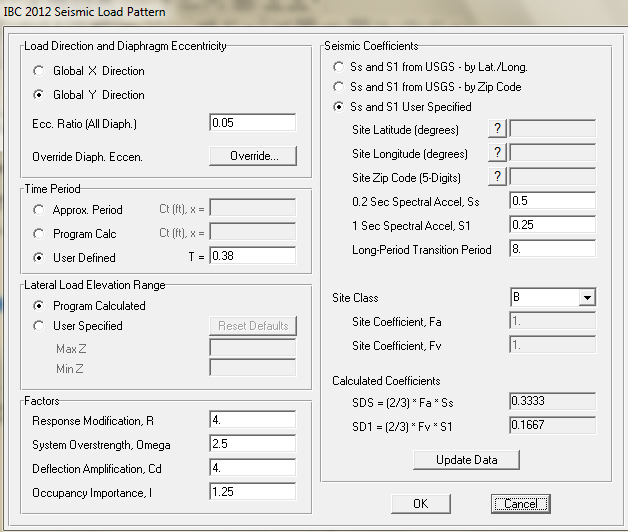 IBC 2012 Seismic Load Pattern
Load Direction and Diaphragm Eccentricity
Global X Direction
Global Y Direction
Ecc. Ratio (All Diaph.) 0.05
Override Diaph. Eccen. Override...
Time Period
Approx. Period Ct (ft), x =
Program Calc Ct (ft), x =
User Defined T = 0.38
Lateral Load Elevation Range
Program Calculated
User Specified Reset Defaults
Max Z
Min Z
Factors
Response Modification, R 4.
System Overstrength, Omega 2.5
Deflection Amplification, Cd 4.
Occupancy Importance, I 1.25
Seismic Coefficients
Ss and S1 from USGS - by Lat./Long.
Ss and S1 from USGS - by Zip Code
Ss and S1 User Specified
Site Latitude (degrees) ?
Site Longitude (degrees) ?
Site Zip Code (5-Digits) ?
0.2 Sec Spectral Accel, Ss 0.5
1 Sec Spectral Accel, S1 0.25
Long-Period Transition Period 8.
Site Class B
Site Coefficient, Fa 1.
Site Coefficient, Fv 1.
Calculated Coefficients
SDS = (2/3) * Fa * Ss 0.3333
SD1 = (2/3) * Fv * S1 0.1667
Update Data
OK Cancel